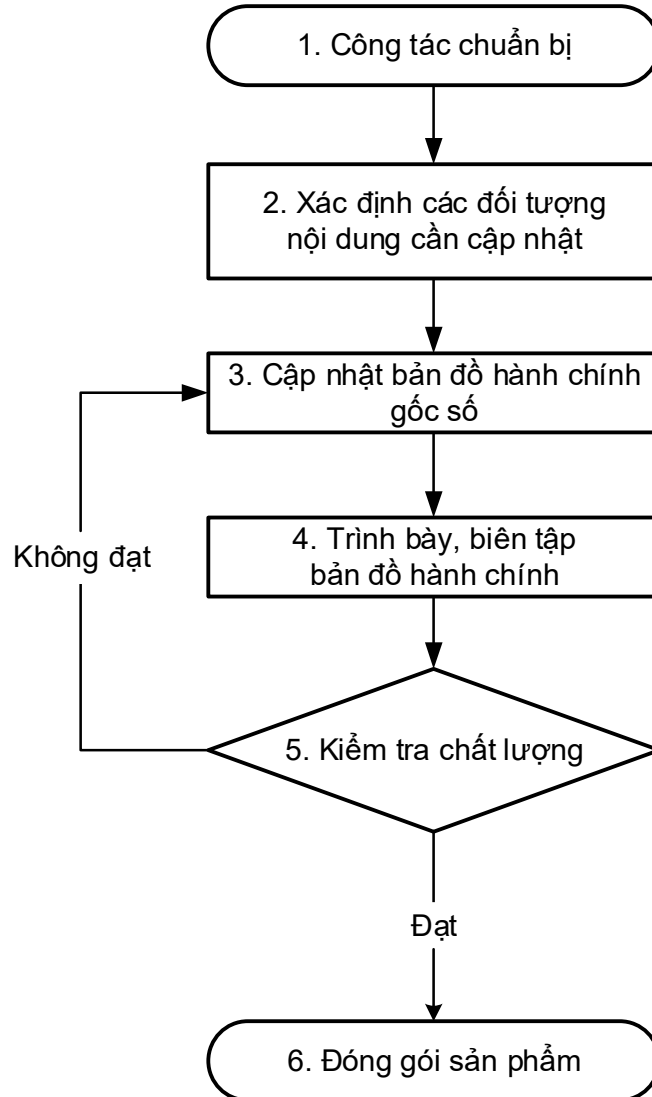 1. Công tác chuẩn bị
2. Xác định các đối tượng
nội dung cần cập nhật
3. Cập nhật bản đồ hành chính
gốc số
4. Trình bày, biên tập
bản đồ hành chính
Không đạt
5. Kiểm tra chất lượng
Đạt
6. Đóng gói sản phẩm